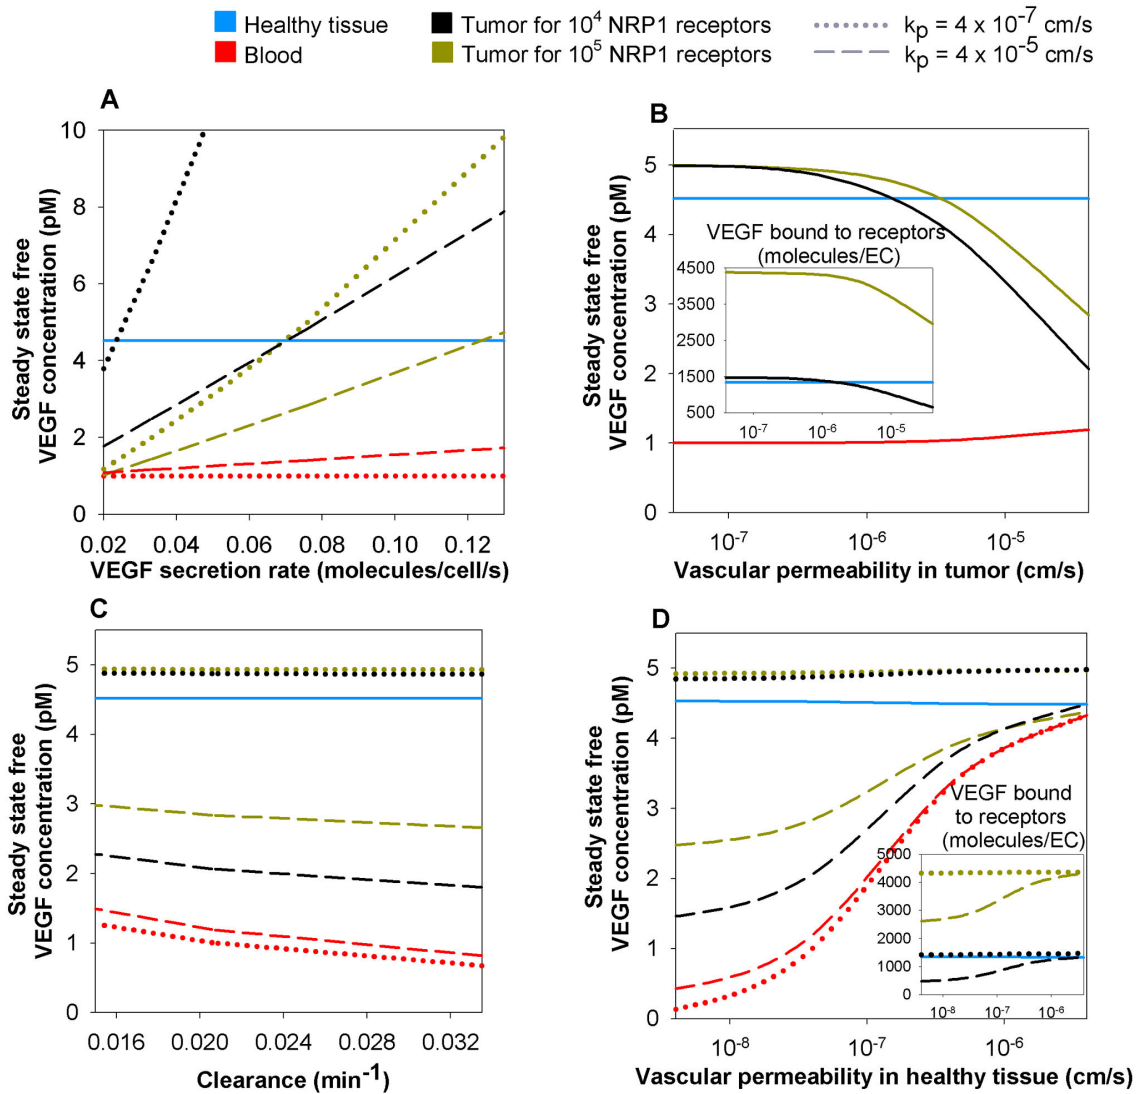 Healthy tissue
Blood
Tumor for 10⁴ NRP1 receptors
Tumor for 10⁵ NRP1 receptors
kₚ = 4 x 10⁻⁷ cm/s
kₚ = 4 x 10⁻⁵ cm/s
A
Steady state free
VEGF concentration (pM)
10
8
6
4
2
0
0.02 0.04 0.06 0.08 0.10 0.12
VEGF secretion rate (molecules/cell/s)
B
Steady state free
VEGF concentration (pM)
5
4
3
2
1
0
VEGF bound to receptors
(molecules/EC)
4500
3500
2500
1500
500
10⁻⁷ 10⁻⁶ 10⁻⁵
10⁻⁷ 10⁻⁶ 10⁻⁵
Vascular permeability in tumor (cm/s)
C
Steady state free
VEGF concentration (pM)
5
4
3
2
1
0
0.016 0.020 0.024 0.028 0.032
Clearance (min⁻¹)
D
Steady state free
VEGF concentration (pM)
5
4
3
2
1
0
VEGF bound
to receptors
(molecules/EC)
5000
4000
3000
2000
1000
0
10⁻⁸ 10⁻⁷ 10⁻⁶
10⁻⁸ 10⁻⁷ 10⁻⁶
Vascular permeability in healthy tissue (cm/s)